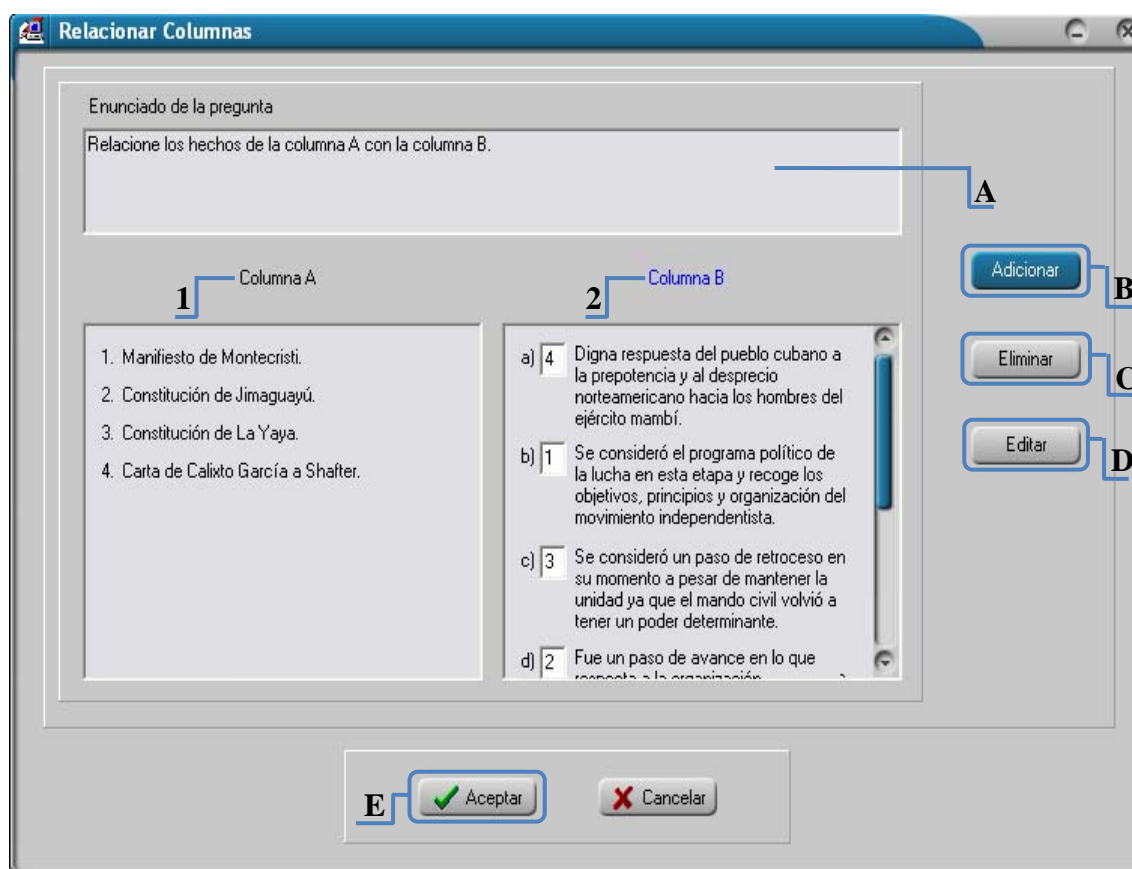 Relacionar Columnas
Enunciado de la pregunta
Relacione los hechos de la columna A con la columna B.
A
1
Columna A
2
Columna B
Adicionar
B
Eliminar
C
Editar
D
1. Manifiesto de Montecristi.
2. Constitución de Jimaguayú.
3. Constitución de La Yaya.
4. Carta de Calixto García a Shafter.
a) 4 Digna respuesta del pueblo cubano a
la prepotencia y al desprecio
norteamericano hacia los hombres del
ejército mambí.
b) 1 Se consideró el programa político de
la lucha en esta etapa y recoge los
objetivos, principios y organización del
movimiento independentista.
c) 3 Se consideró un paso de retroceso en
su momento a pesar de mantener la
unidad ya que el mando civil volvió a
tener un poder determinante.
d) 2 Fue un paso de avance en lo que
respecta a la organización
E
Aceptar
Cancelar